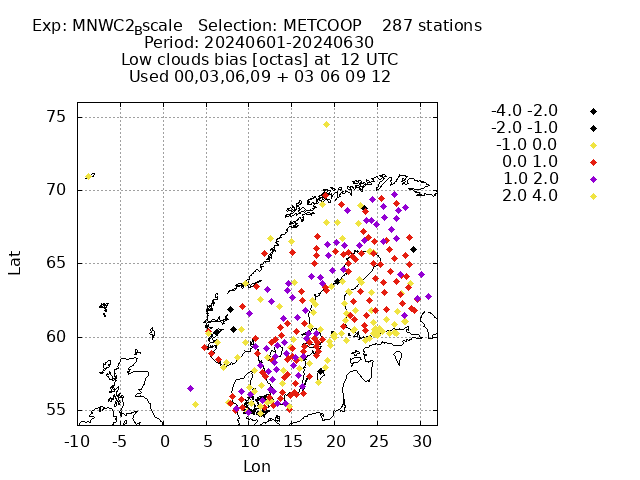 Exp: MNWC2_Bscale   Selection: METCOOP    287 stations
Period: 20240601-20240630
Low clouds bias [octas] at  12 UTC
Used 00,03,06,09 + 03 06 09 12
-4.0 -2.0
-2.0 -1.0
-1.0 0.0
0.0 1.0
1.0 2.0
2.0 4.0
75
70
65
60
55
Lat
-10 -5 0 5 10 15 20 25 30
Lon